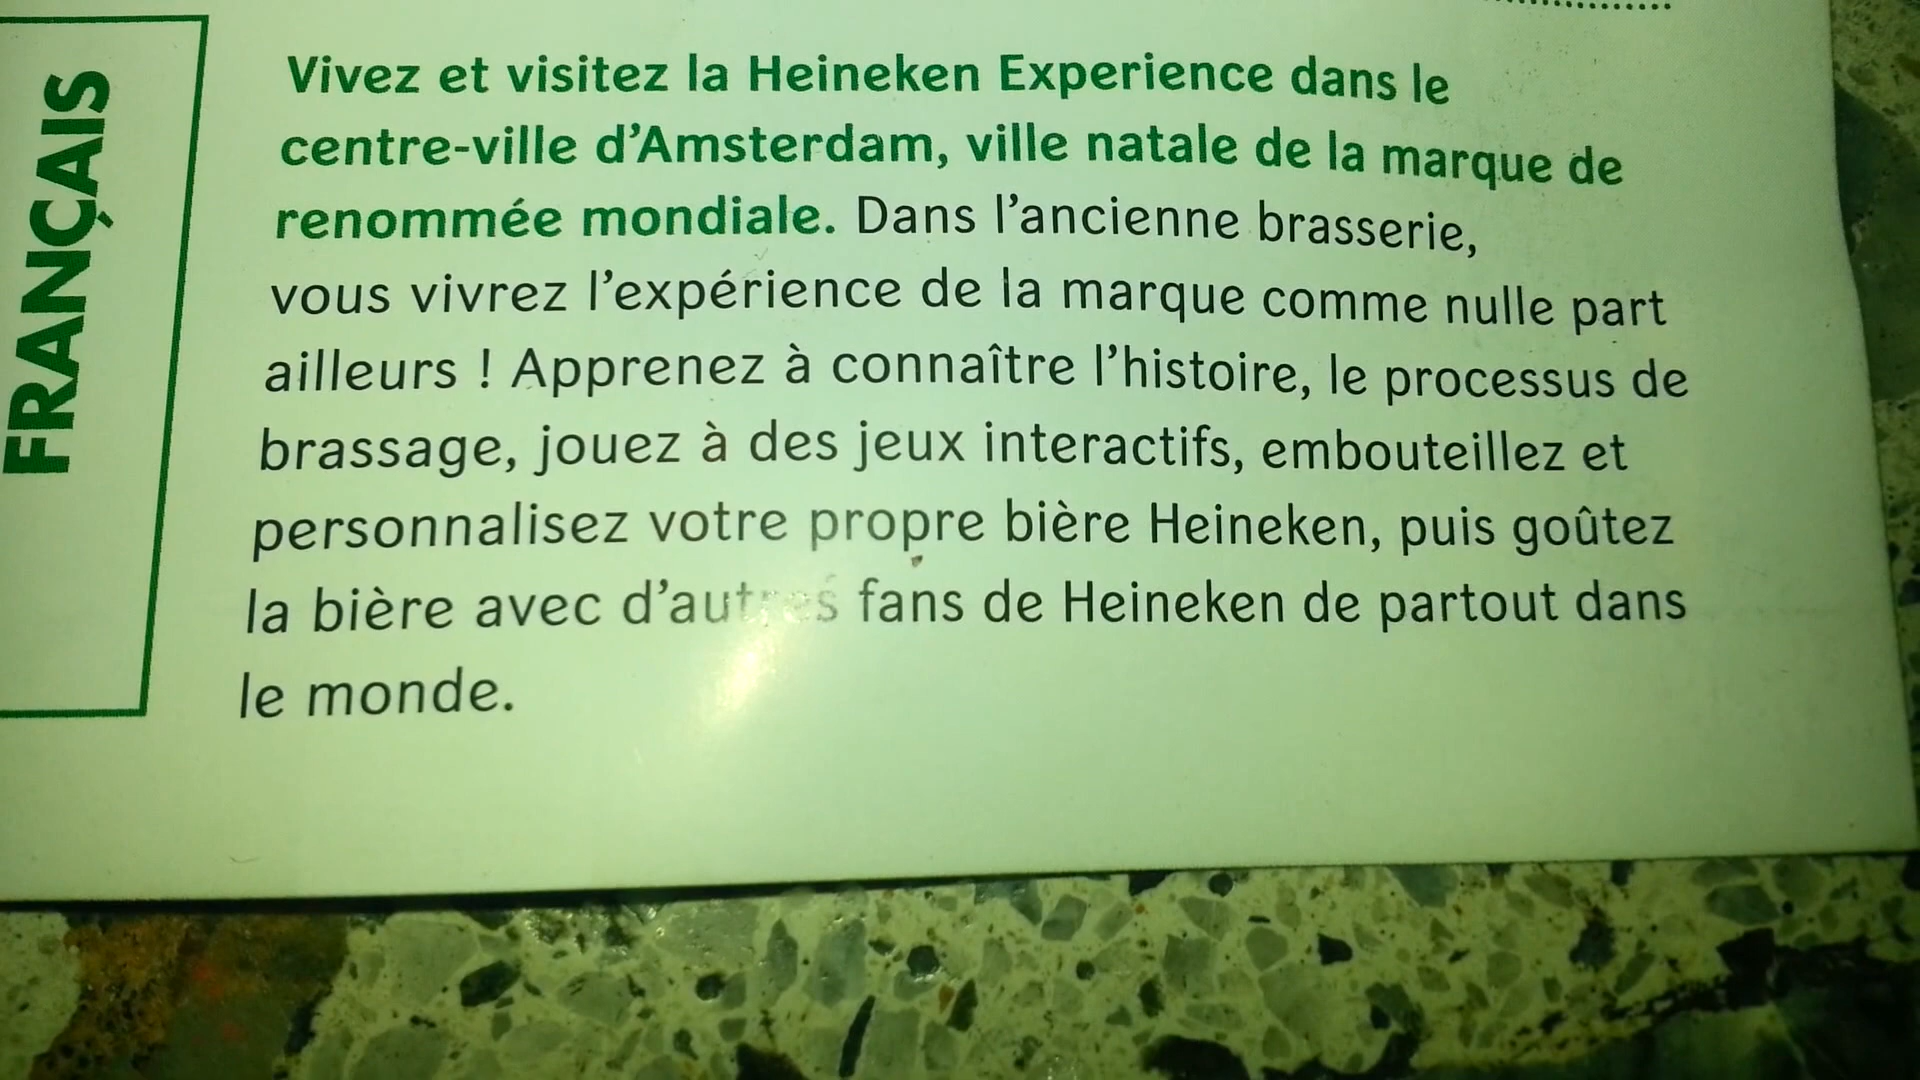 FRANÇAIS
Vivez et visitez la Heineken Experience dans le
centre-ville d'Amsterdam, ville natale de la marque de
renommée mondiale. Dans l'ancienne brasserie,
vous vivrez l'expérience de la marque comme nulle part
ailleurs ! Apprenez à connaître l'histoire, le processus de
brassage, jouez à des jeux interactifs, embouteillez et
personnalisez votre propre bière Heineken, puis goûtez
la bière avec d'autres fans de Heineken de partout dans
le monde.